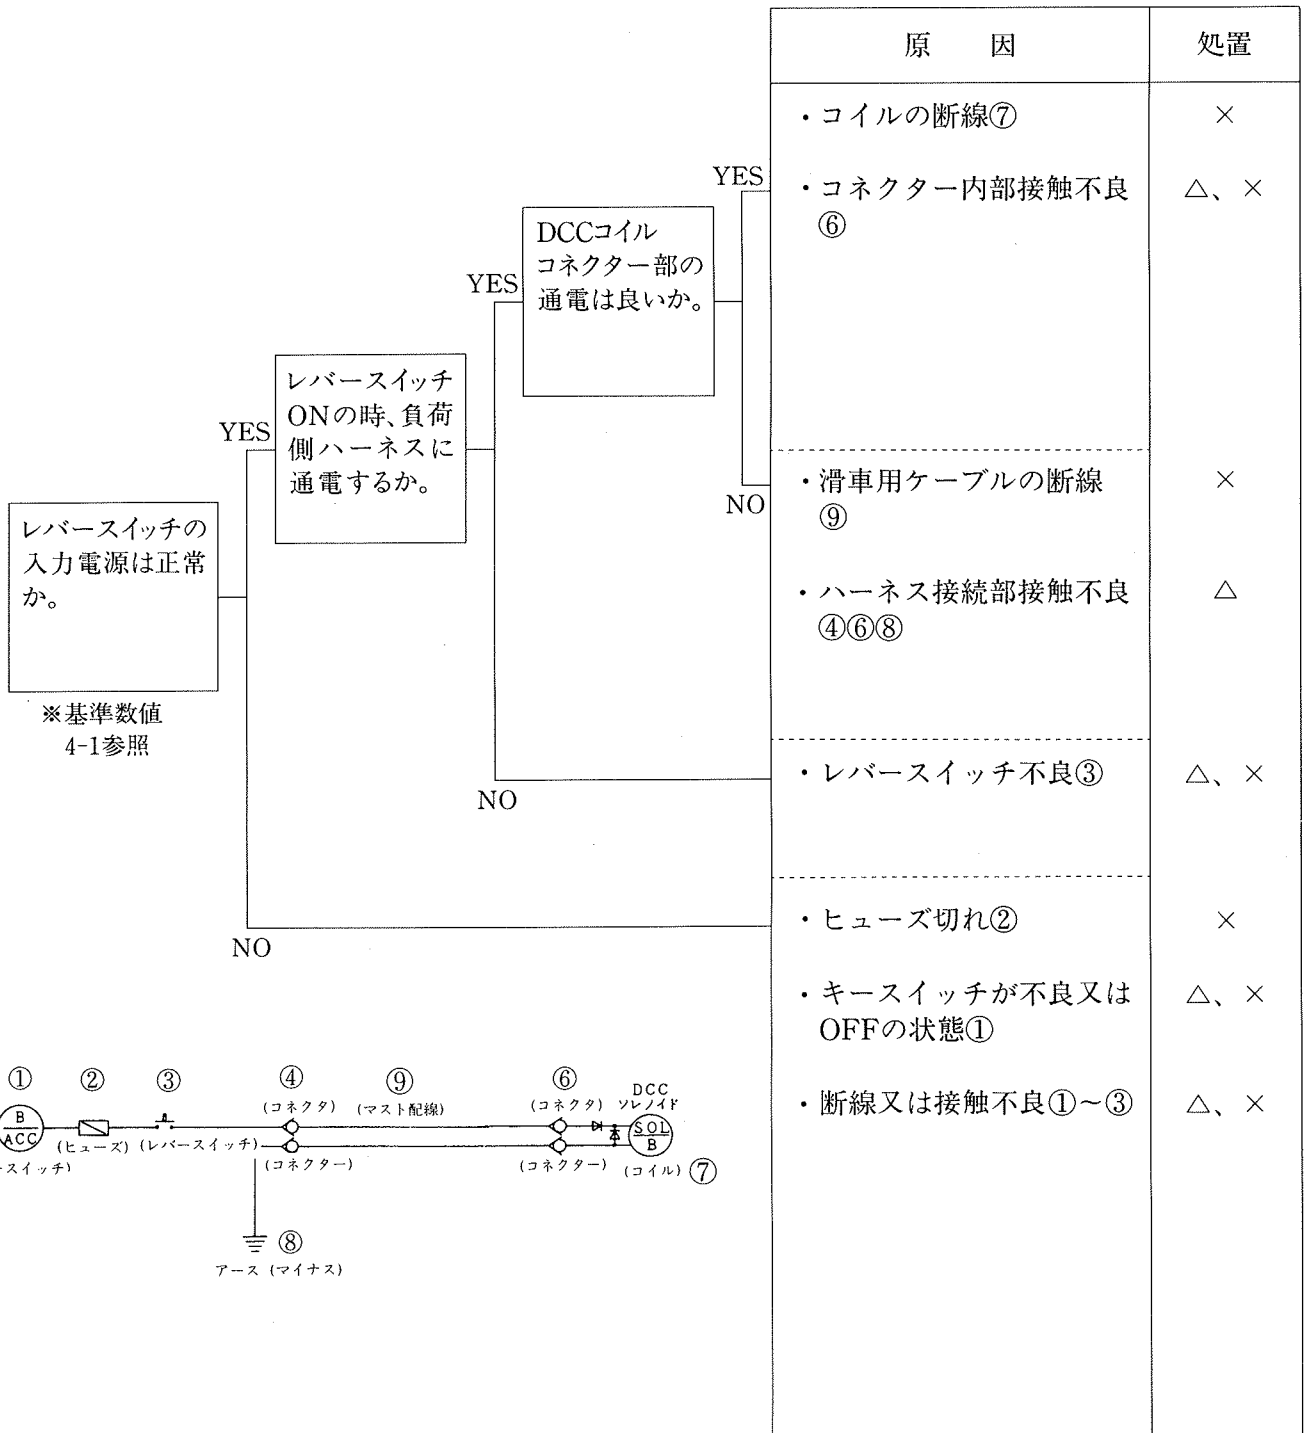 原　因　処置
・コイルの断線⑦　×
・コネクター内部接触不良　△、×
⑥
YES
DCCコイル
コネクター部の
通電は良いか。
YES
レバースイッチ
ONの時、負荷
側ハーネスに
通電するか。
YES
レバースイッチの
入力電源は正常
か。
※基準数値
4-1参照
NO
・滑車用ケーブルの断線　×
⑨
・ハーネス接続部接触不良　△
④⑥⑧
NO
・レバースイッチ不良③　△、×
NO
・ヒューズ切れ②　×
・キースイッチが不良又は　△、×
OFFの状態①
・断線又は接触不良①～③　△、×
①　②　③　④　⑨　⑥　DCC
ソレノイド
(コネクタ)　(マスト配線)　(コネクタ)
B
ACC
SOL
B
(ヒューズ)　(レバースイッチ)
ースイッチ)　(コネクター)　(コネクター)　(コイル)　⑦
⑧
アース (マイナス)